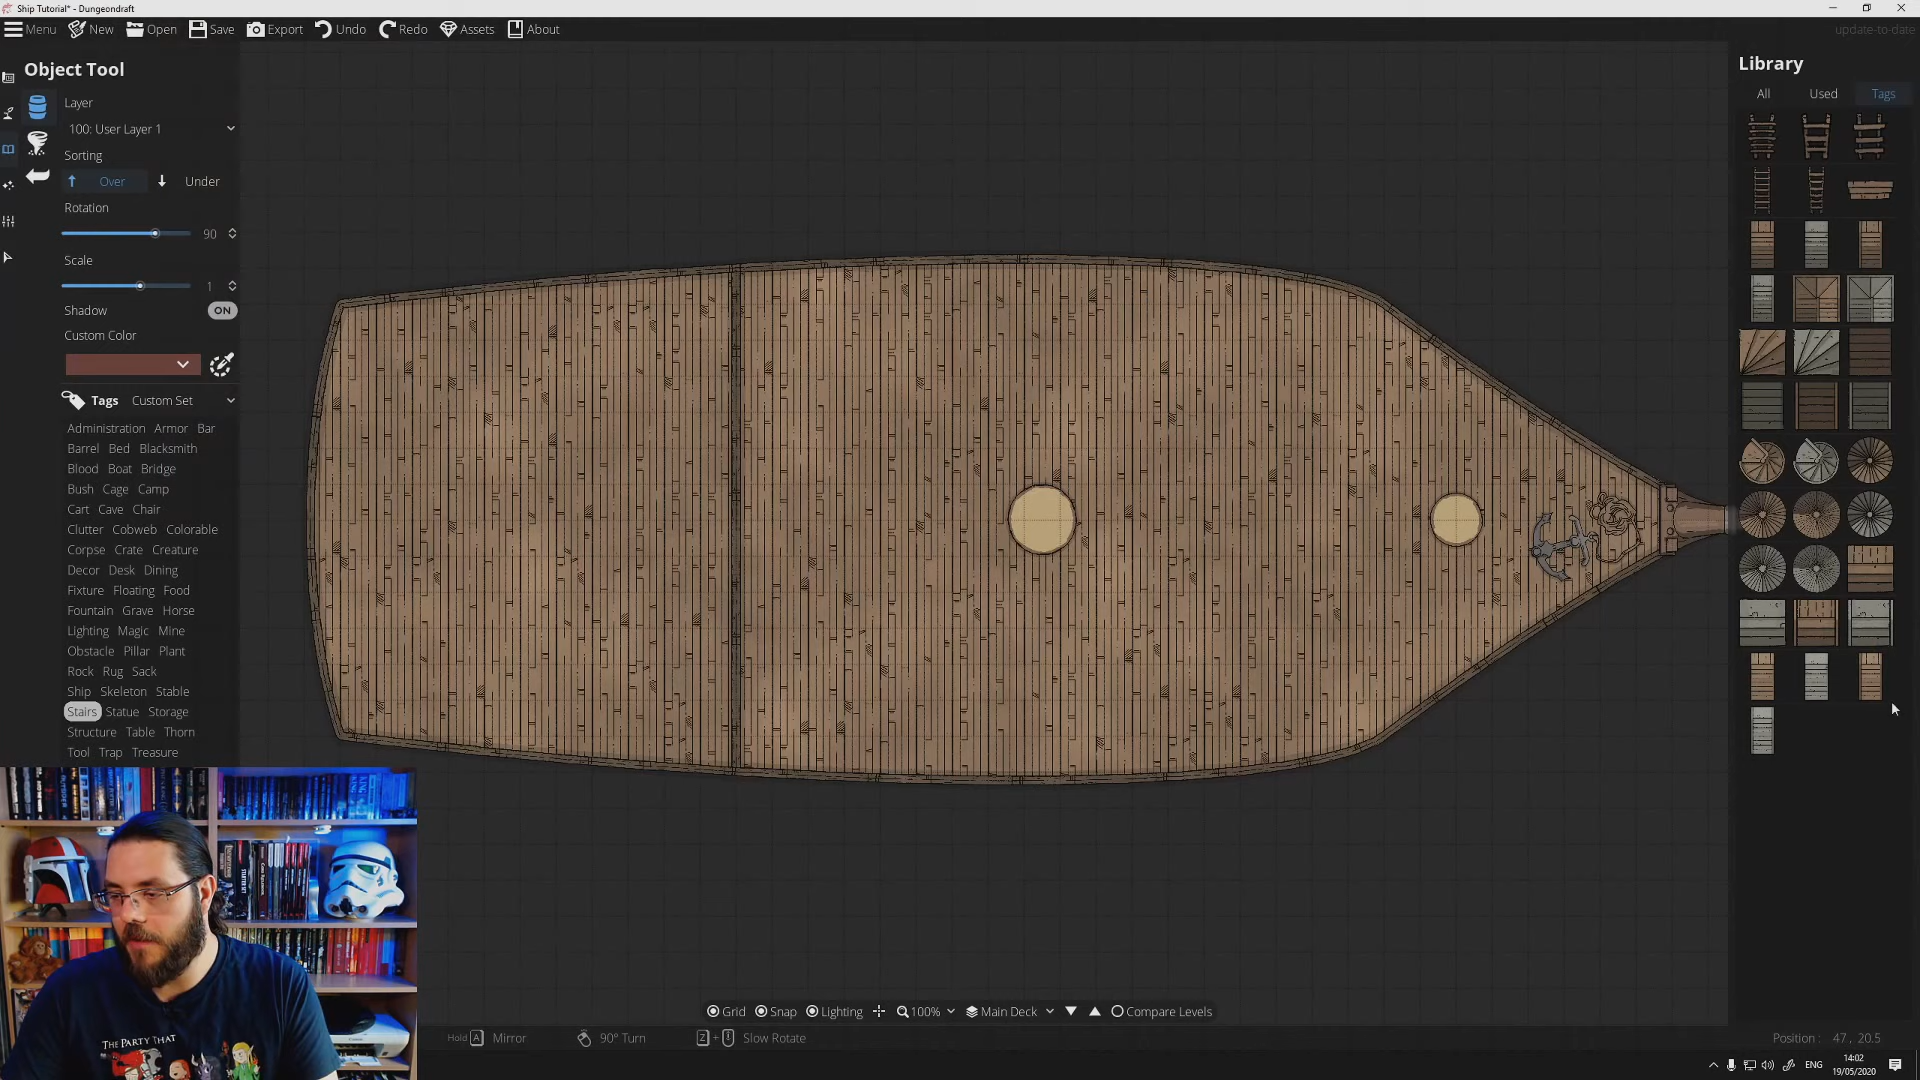 Ship Tutorial* - Dungeondraft
Menu New Open Save Export Undo Redo Assets About
update-to-date
Object Tool
Layer
100: User Layer 1
Sorting
Over Under
Rotation
90
Scale
1
Shadow
ON
Custom Color
Tags Custom Set
Administration Armor Bar
Barrel Bed Blacksmith
Blood Boat Bridge
Bush Cage Camp
Cart Cave Chair
Clutter Cobweb Colorable
Corpse Crate Creature
Decor Desk Dining
Fixture Floating Food
Fountain Grave Horse
Lighting Magic Mine
Obstacle Pillar Plant
Rock Rug Sack
Ship Skeleton Stable
Stairs Statue Storage
Structure Table Thorn
Tool Trap Treasure
Library
All Used Tags
THE PARTY THAT
Grid Snap Lighting 100% Main Deck Compare Levels
Hold A Mirror 90° Turn Z + Slow Rotate
Position : 47 , 20.5
ENG
14:02
19/05/2020